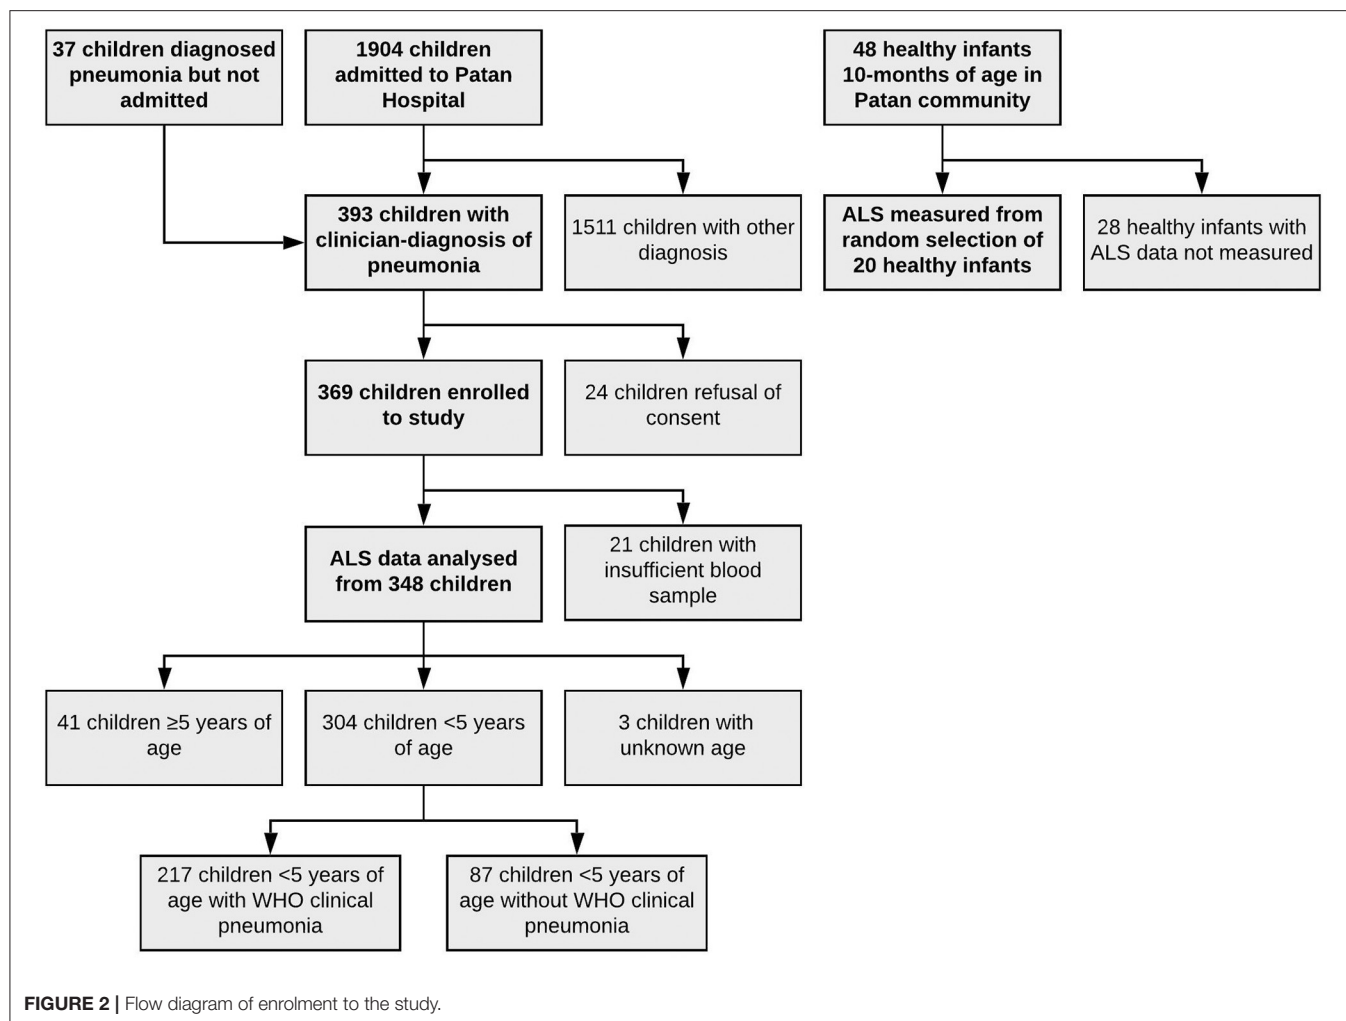 37 children diagnosed
pneumonia but not
admitted
1904 children
admitted to Patan
Hospital
48 healthy infants
10-months of age in
Patan community
393 children with
clinician-diagnosis of
pneumonia
1511 children with other
diagnosis
ALS measured from
random selection of
20 healthy infants
28 healthy infants with
ALS data not measured
369 children enrolled
to study
24 children refusal of
consent
ALS data analysed
from 348 children
21 children with
insufficient blood
sample
41 children ≥5 years of
age
304 children <5 years
of age
3 children with
unknown age
217 children <5 years of
age with WHO clinical
pneumonia
87 children <5 years of
age without WHO clinical
pneumonia
FIGURE 2 | Flow diagram of enrolment to the study.